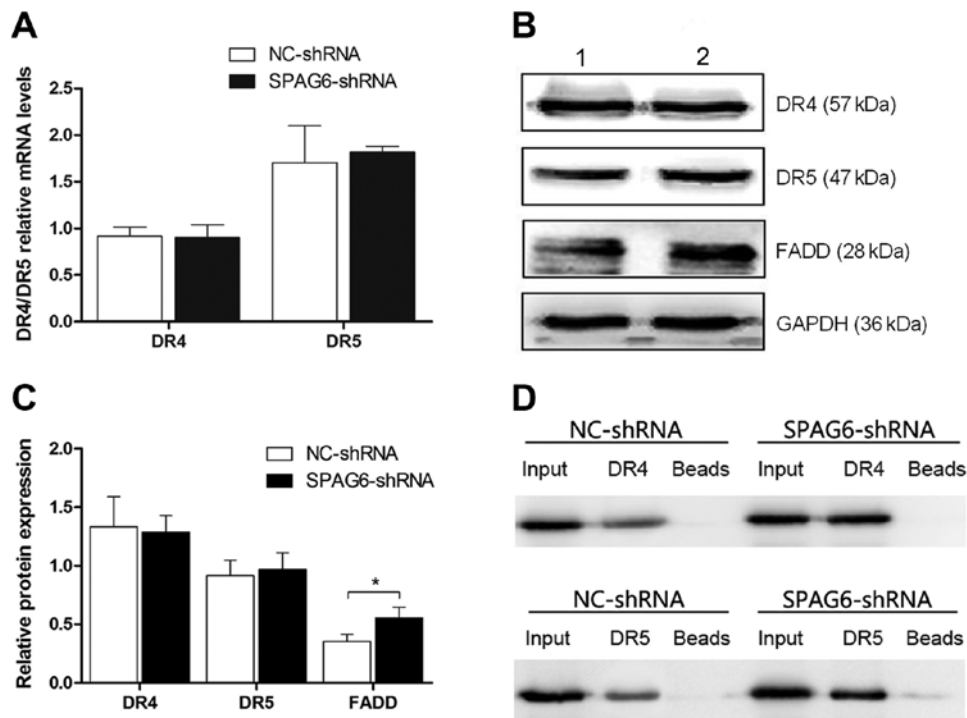 A
NC-shRNA
SPAG6-shRNA
DR4/DR5 relative mRNA levels
2.5
2.0
1.5
1.0
0.5
0.0
DR4 DR5
B
1 2
DR4 (57 kDa)
DR5 (47 kDa)
FADD (28 kDa)
GAPDH (36 kDa)
C
NC-shRNA
SPAG6-shRNA
Relative protein expression
2.0
1.5
1.0
0.5
0.0
*
DR4 DR5 FADD
D
NC-shRNA SPAG6-shRNA
Input DR4 Beads Input DR4 Beads
NC-shRNA SPAG6-shRNA
Input DR5 Beads Input DR5 Beads